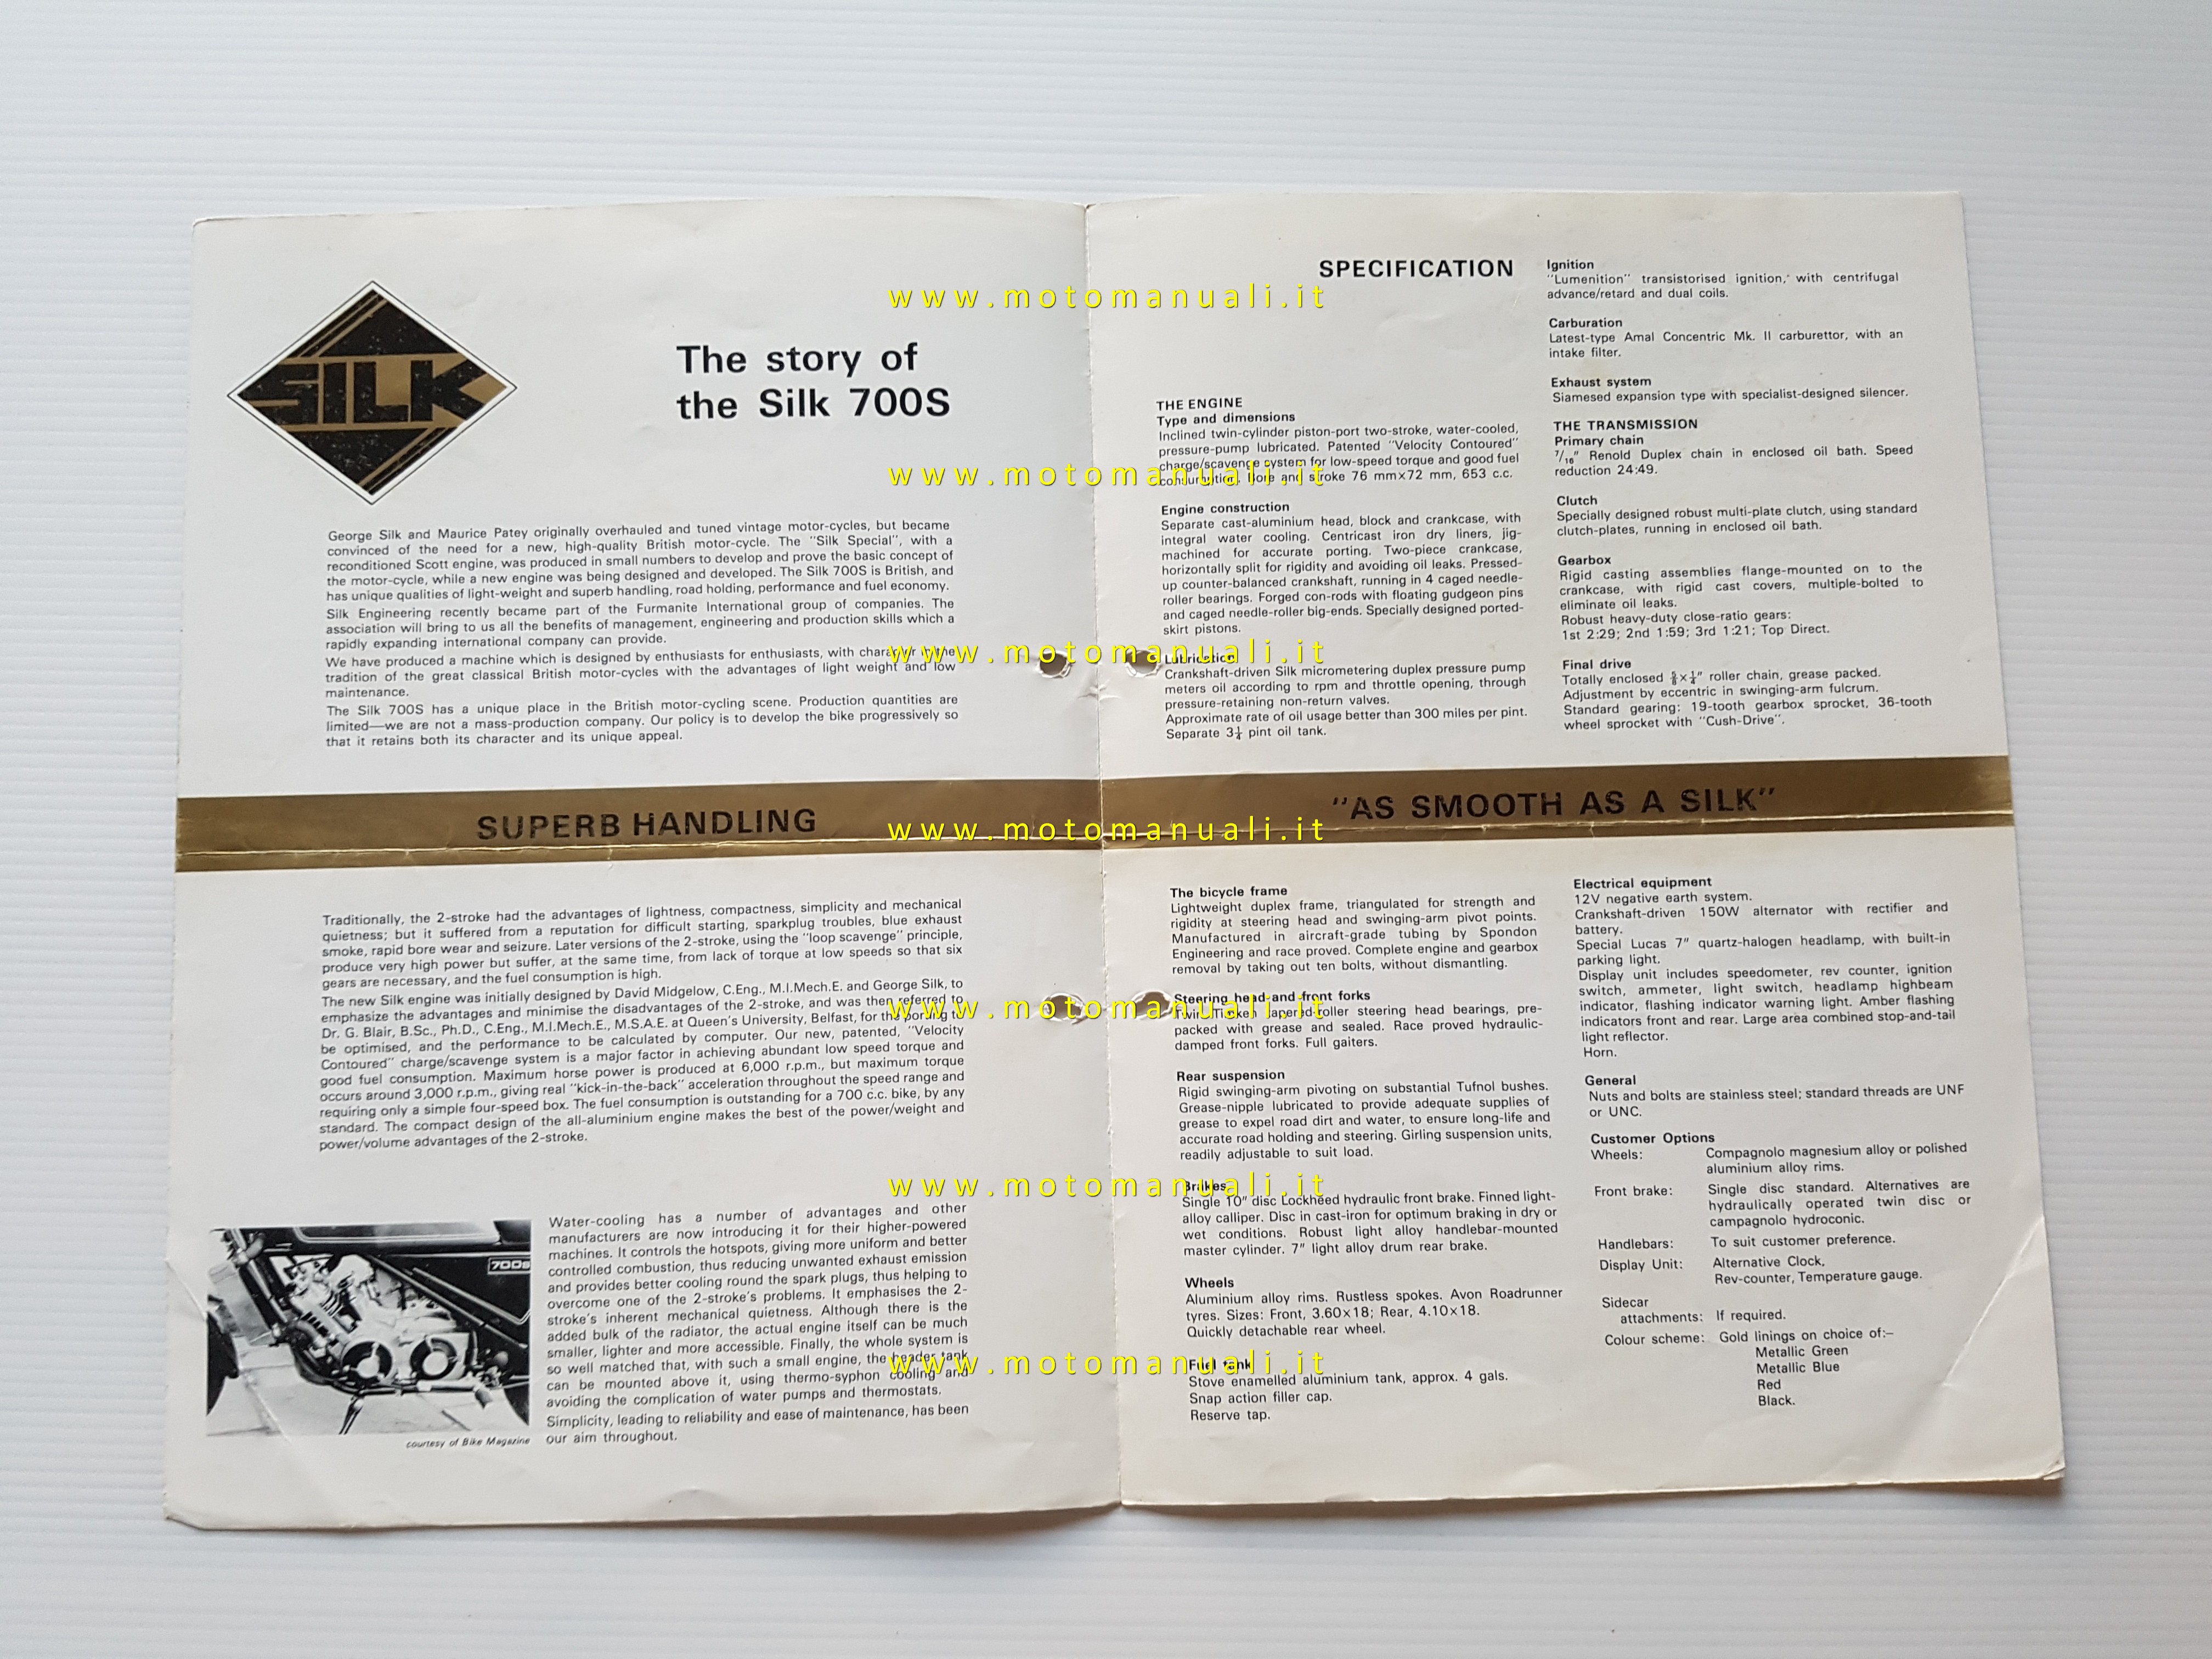 SILK
The story of
the Silk 700S
George Silk and Maurice Patey originally overhauled and tuned vintage motor-cycles, but became
convinced of the need for a new, high-quality British motor-cycle. The "Silk Special", with a
reconditioned Scott engine, was produced in small numbers to develop and prove the basic concept of
the motor-cycle, while a new engine was being designed and developed. The Silk 700S is British, and
has unique qualities of light-weight and superb handling, road holding, performance and fuel economy.
Silk Engineering recently became part of the Furmanite International group of companies. The
association will bring to us all the benefits of management, engineering and production skills which a
rapidly expanding international company can provide.
We have produced a machine which is designed by enthusiasts for enthusiasts, with character in the
tradition of the great classical British motor-cycles with the advantages of light weight and low
maintenance.
The Silk 700S has a unique place in the British motor-cycling scene. Production quantities are
limited—we are not a mass-production company. Our policy is to develop the bike progressively so
that it retains both its character and its unique appeal.
SUPERB HANDLING
Traditionally, the 2-stroke had the advantages of lightness, compactness, simplicity and mechanical
quietness; but it suffered from a reputation for difficult starting, sparkplug troubles, blue exhaust
smoke, rapid bore wear and seizure. Later versions of the 2-stroke, using the "loop scavenge" principle,
produce very high power but suffer, at the same time, from lack of torque at low speeds so that six
gears are necessary, and the fuel consumption is high.
The new Silk engine was initially designed by David Midgelow, C.Eng., M.I.Mech.E. and George Silk, to
emphasize the advantages and minimise the disadvantages of the 2-stroke, and was then referred to
Dr. G. Blair, B.Sc., Ph.D., C.Eng., M.I.Mech.E., M.S.A.E. at Queen's University, Belfast, for the porting to
be optimised, and the performance to be calculated by computer. Our new, patented, "Velocity
Contoured" charge/scavenge system is a major factor in achieving abundant low speed torque and
good fuel consumption. Maximum horse power is produced at 6,000 r.p.m., but maximum torque
occurs around 3,000 r.p.m., giving real "kick-in-the-back" acceleration throughout the speed range and
requiring only a simple four-speed box. The fuel consumption is outstanding for a 700 c.c. bike, by any
standard. The compact design of the all-aluminium engine makes the best of the power/weight and
power/volume advantages of the 2-stroke.
700s
courtesy of Bike Magazine
Water-cooling has a number of advantages and other
manufacturers are now introducing it for their higher-powered
machines. It controls the hotspots, giving more uniform and better
controlled combustion, thus reducing unwanted exhaust emission
and provides better cooling round the spark plugs, thus helping to
overcome one of the 2-stroke's problems. It emphasises the 2-
stroke's inherent mechanical quietness. Although there is the
added bulk of the radiator, the actual engine itself can be much
smaller, lighter and more accessible. Finally, the whole system is
so well matched that, with such a small engine, the header tank
can be mounted above it, using thermo-syphon cooling and
avoiding the complication of water pumps and thermostats.
Simplicity, leading to reliability and ease of maintenance, has been
our aim throughout.
SPECIFICATION
THE ENGINE
Type and dimensions
Inclined twin-cylinder piston-port two-stroke, water-cooled,
pressure-pump lubricated. Patented "Velocity Contoured"
charge/scavenge system for low-speed torque and good fuel
consumption. Bore and stroke 76 mm×72 mm, 653 c.c.
Engine construction
Separate cast-aluminium head, block and crankcase, with
integral water cooling. Centricast iron dry liners, jig-
machined for accurate porting. Two-piece crankcase,
horizontally split for rigidity and avoiding oil leaks. Pressed-
up counter-balanced crankshaft, running in 4 caged needle-
roller bearings. Forged con-rods with floating gudgeon pins
and caged needle-roller big-ends. Specially designed ported-
skirt pistons.
Lubrication
Crankshaft-driven Silk micrometering duplex pressure pump
meters oil according to rpm and throttle opening, through
pressure-retaining non-return valves.
Approximate rate of oil usage better than 300 miles per pint.
Separate 3¼ pint oil tank.
Ignition
"Lumenition" transistorised ignition, with centrifugal
advance/retard and dual coils.
Carburation
Latest-type Amal Concentric Mk. II carburettor, with an
intake filter.
Exhaust system
Siamesed expansion type with specialist-designed silencer.
THE TRANSMISSION
Primary chain
7/16" Renold Duplex chain in enclosed oil bath. Speed
reduction 24:49.
Clutch
Specially designed robust multi-plate clutch, using standard
clutch-plates, running in enclosed oil bath.
Gearbox
Rigid casting assemblies flange-mounted on to the
crankcase, with rigid cast covers, multiple-bolted to
eliminate oil leaks.
Robust heavy-duty close-ratio gears:
1st 2:29; 2nd 1:59; 3rd 1:21; Top Direct.
Final drive
Totally enclosed ⅝×¼" roller chain, grease packed.
Adjustment by eccentric in swinging-arm fulcrum.
Standard gearing: 19-tooth gearbox sprocket, 36-tooth
wheel sprocket with "Cush-Drive".
"AS SMOOTH AS A SILK"
The bicycle frame
Lightweight duplex frame, triangulated for strength and
rigidity at steering head and swinging-arm pivot points.
Manufactured in aircraft-grade tubing by Spondon
Engineering and race proved. Complete engine and gearbox
removal by taking out ten bolts, without dismantling.
Steering head and front forks
Twin Timken tapered-roller steering head bearings, pre-
packed with grease and sealed. Race proved hydraulic-
damped front forks. Full gaiters.
Rear suspension
Rigid swinging-arm pivoting on substantial Tufnol bushes.
Grease-nipple lubricated to provide adequate supplies of
grease to expel road dirt and water, to ensure long-life and
accurate road holding and steering. Girling suspension units,
readily adjustable to suit load.
Brakes
Single 10" disc Lockheed hydraulic front brake. Finned light-
alloy calliper. Disc in cast-iron for optimum braking in dry or
wet conditions. Robust light alloy handlebar-mounted
master cylinder. 7" light alloy drum rear brake.
Wheels
Aluminium alloy rims. Rustless spokes. Avon Roadrunner
tyres. Sizes: Front, 3.60×18; Rear, 4.10×18.
Quickly detachable rear wheel.
Fuel tank
Stove enamelled aluminium tank, approx. 4 gals.
Snap action filler cap.
Reserve tap.
Electrical equipment
12V negative earth system.
Crankshaft-driven 150W alternator with rectifier and
battery.
Special Lucas 7" quartz-halogen headlamp, with built-in
parking light.
Display unit includes speedometer, rev counter, ignition
switch, ammeter, light switch, headlamp highbeam
indicator, flashing indicator warning light. Amber flashing
indicators front and rear. Large area combined stop-and-tail
light reflector.
Horn.
General
Nuts and bolts are stainless steel; standard threads are UNF
or UNC.
Customer Options
Wheels: Compagnolo magnesium alloy or polished
aluminium alloy rims.
Front brake: Single disc standard. Alternatives are
hydraulically operated twin disc or
campagnolo hydroconic.
Handlebars: To suit customer preference.
Display Unit: Alternative Clock,
Rev-counter, Temperature gauge.
Sidecar
attachments: If required.
Colour scheme: Gold linings on choice of:–
Metallic Green
Metallic Blue
Red
Black.
www.motomanuali.it
www.motomanuali.it
www.motomanuali.it
www.motomanuali.it
www.motomanuali.it
www.motomanuali.it
www.motomanuali.it